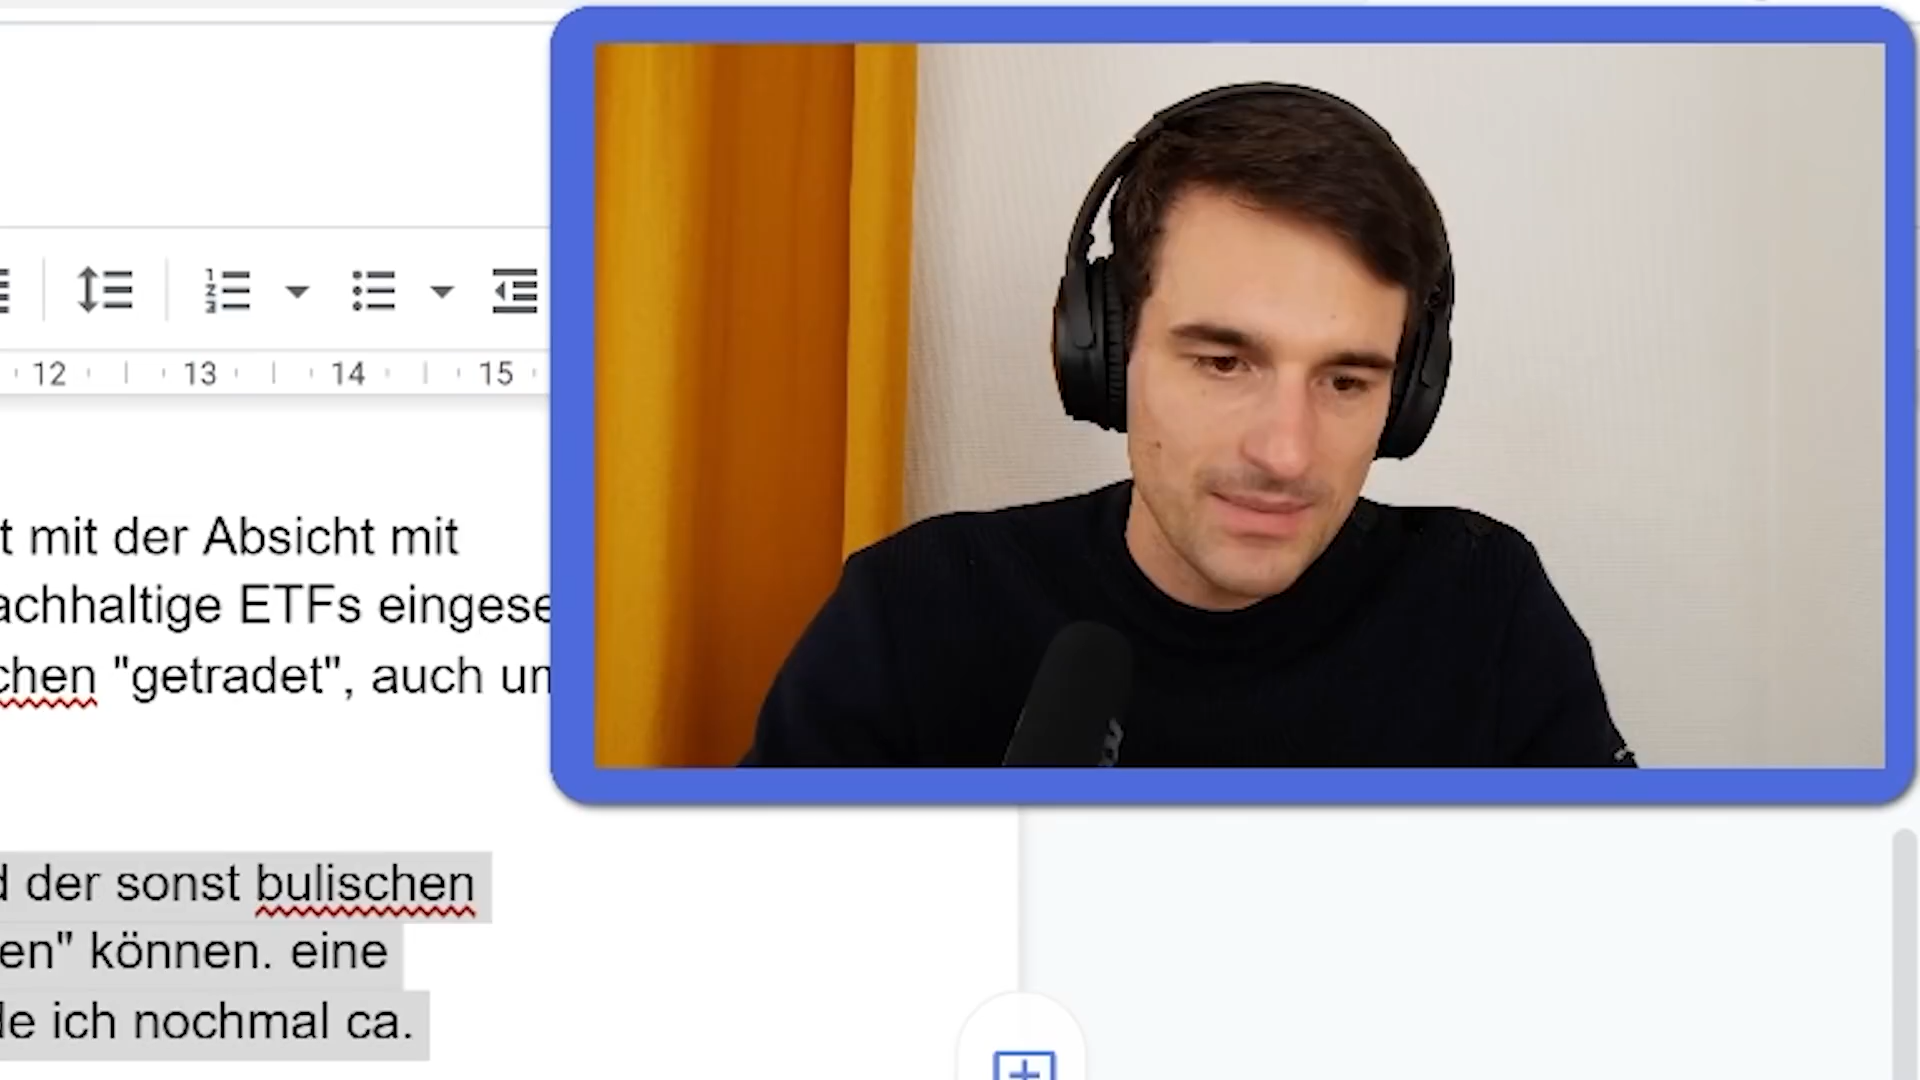 12 13 14 15
t mit der Absicht mit
achhaltige ETFs eingese
chen "getradet", auch un
d der sonst bulischen
en" können. eine
de ich nochmal ca.